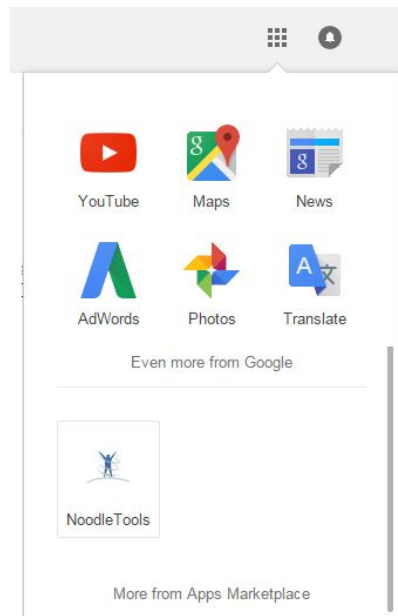 YouTube Maps News
AdWords Photos Translate
Even more from Google
NoodleTools
More from Apps Marketplace